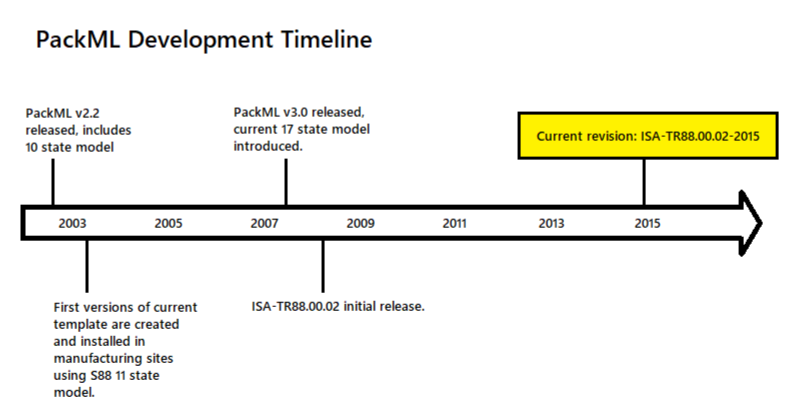 PackML Development Timeline
PackML v2.2
released, includes
10 state model
PackML v3.0 released,
current 17 state model
introduced.
Current revision: ISA-TR88.00.02-2015
2003 2005 2007 2009 2011 2013 2015
First versions of current
template are created
and installed in
manufacturing sites
using S88 11 state
model.
ISA-TR88.00.02 initial release.